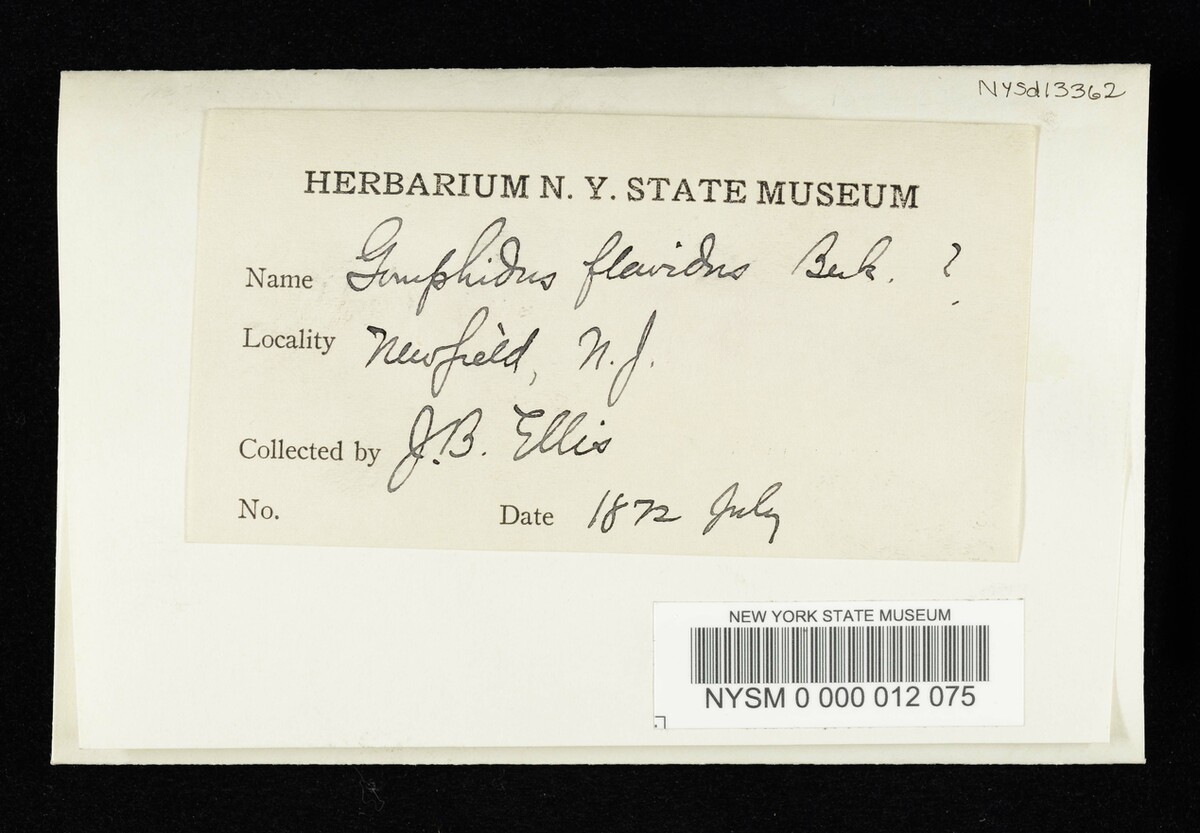 NYSd13362
HERBARIUM N. Y. STATE MUSEUM
Name Gomphidus flavidus Berk. ?
Locality Newfield, N.J.
Collected by J.B. Ellis
No. Date 1872 July
NEW YORK STATE MUSEUM
NYSM 0 000 012 075